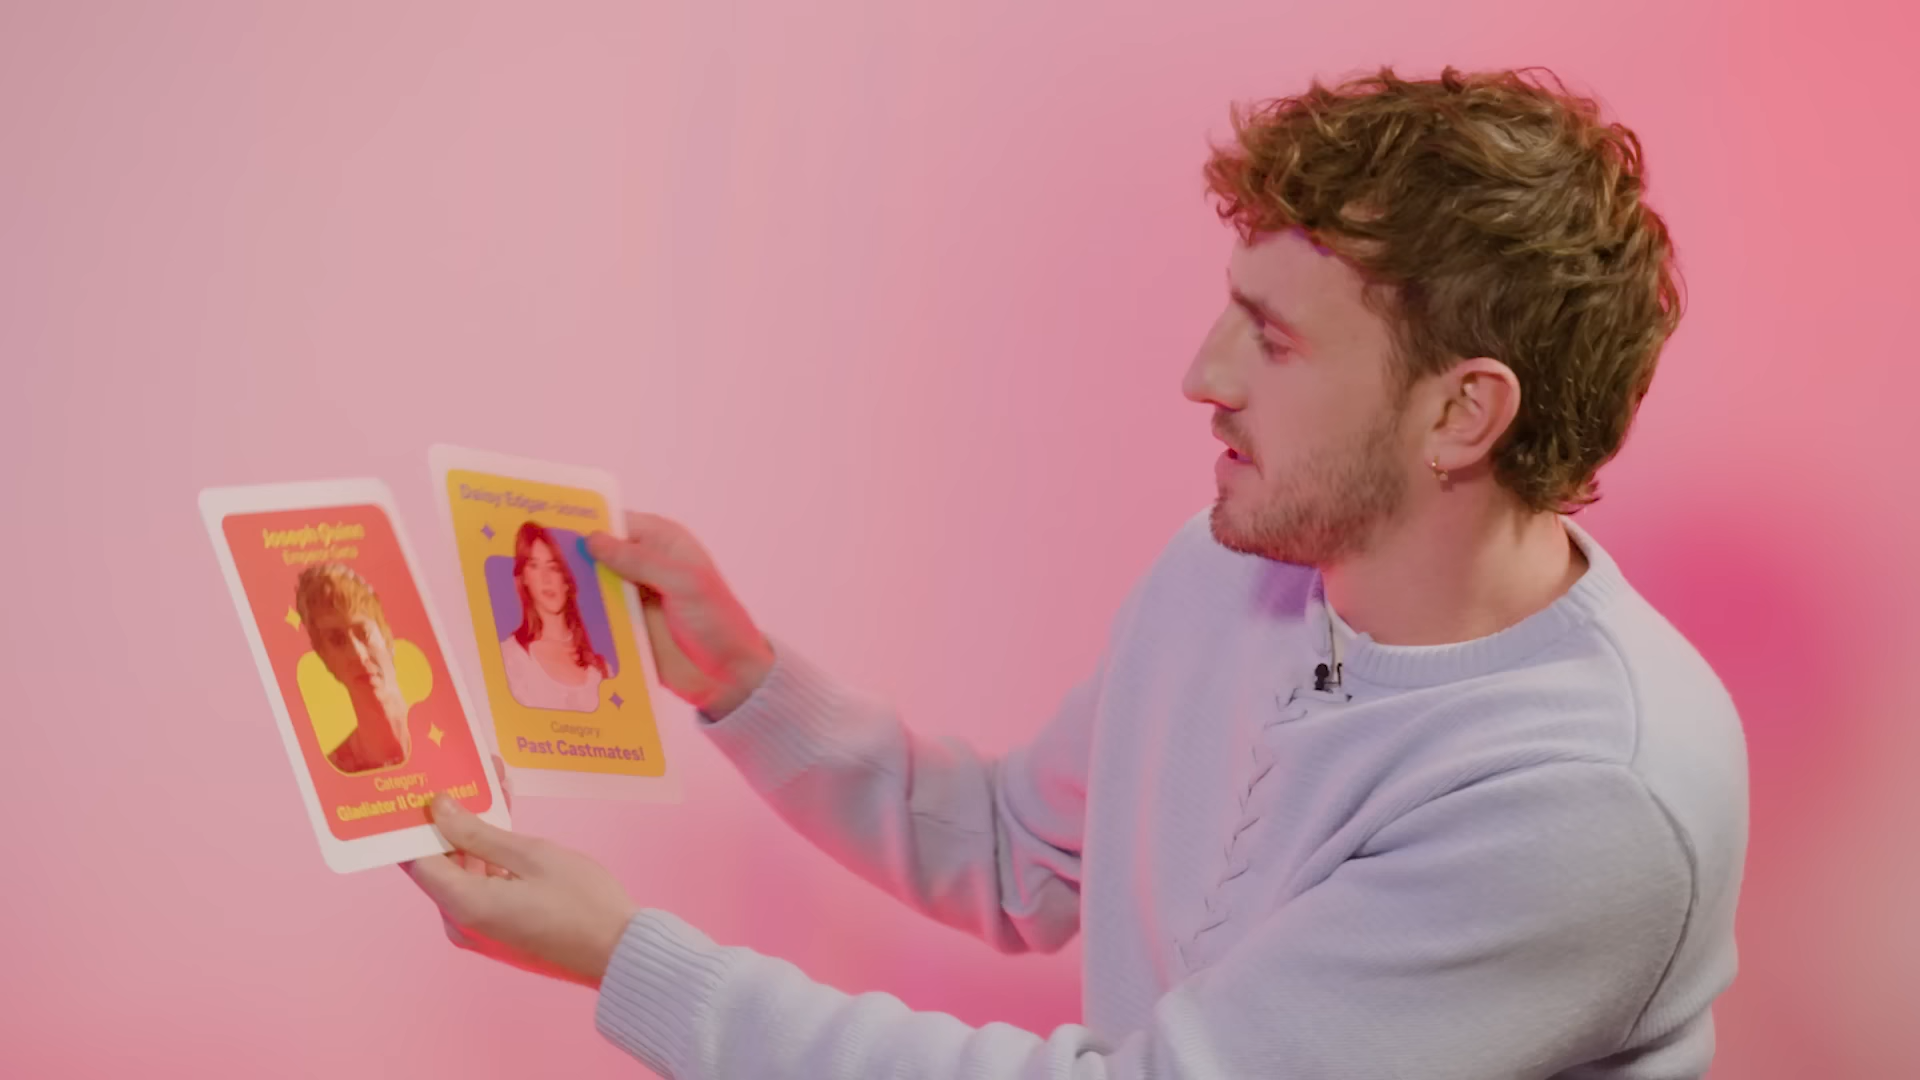 Joseph Quinn
Emperor Geta
Category:
Gladiator II Castmates!
Daisy Edgar-Jones!
Category:
Past Castmates!